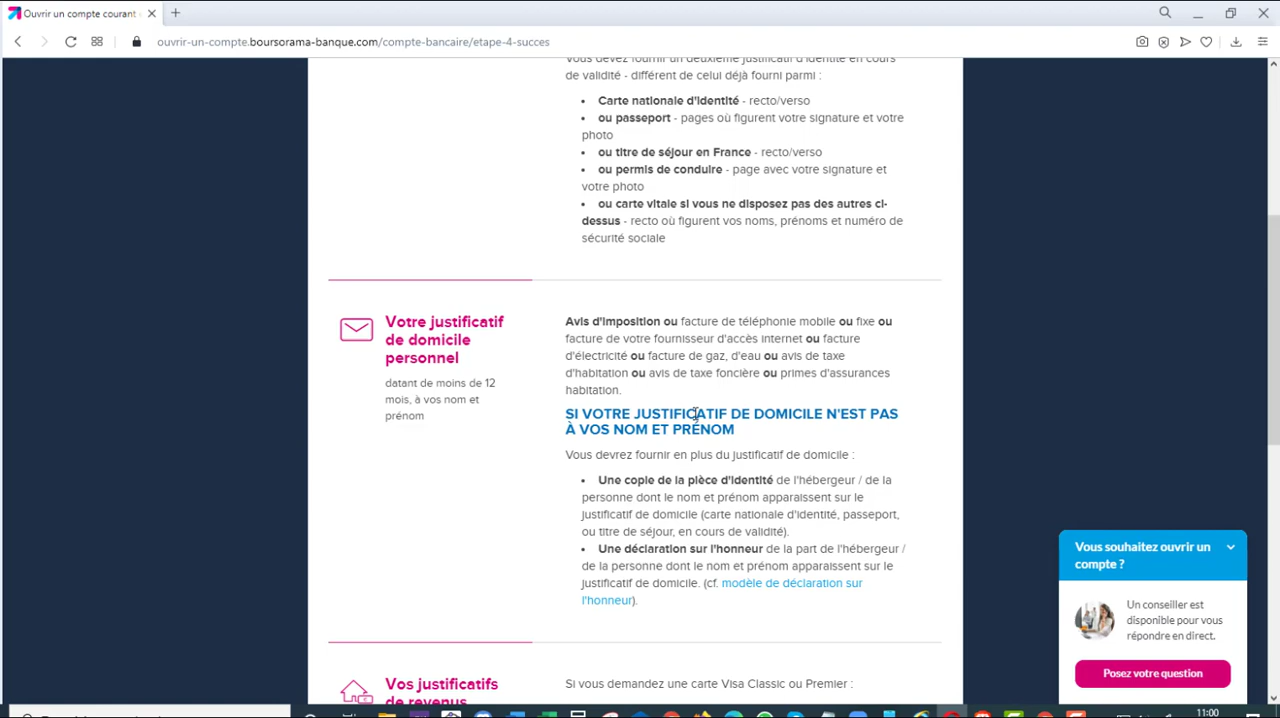 Ouvrir un compte courant
ouvrir-un-compte.boursorama-banque.com/compte-bancaire/etape-4-succes
Vous devez fournir un deuxième justificatif d'identité en cours
de validité - différent de celui déjà fourni parmi :
• Carte nationale d'identité - recto/verso
• ou passeport - pages où figurent votre signature et votre
photo
• ou titre de séjour en France - recto/verso
• ou permis de conduire - page avec votre signature et
votre photo
• ou carte vitale si vous ne disposez pas des autres ci-
dessus - recto où figurent vos noms, prénoms et numéro de
sécurité sociale
Votre justificatif
de domicile
personnel
datant de moins de 12
mois, à vos nom et
prénom
Avis d'imposition ou facture de téléphonie mobile ou fixe ou
facture de votre fournisseur d'accès internet ou facture
d'électricité ou facture de gaz, d'eau ou avis de taxe
d'habitation ou avis de taxe foncière ou primes d'assurances
habitation.
SI VOTRE JUSTIFICATIF DE DOMICILE N'EST PAS
À VOS NOM ET PRÉNOM
Vous devrez fournir en plus du justificatif de domicile :
• Une copie de la pièce d'identité de l'hébergeur / de la
personne dont le nom et prénom apparaissent sur le
justificatif de domicile (carte nationale d'identité, passeport,
ou titre de séjour, en cours de validité).
• Une déclaration sur l'honneur de la part de l'hébergeur /
de la personne dont le nom et prénom apparaissent sur le
justificatif de domicile. (cf. modèle de déclaration sur
l'honneur).
Vos justificatifs
de revenus
Si vous demandez une carte Visa Classic ou Premier :
Vous souhaitez ouvrir un
compte ?
Un conseiller est
disponible pour vous
répondre en direct.
Posez votre question
11:00